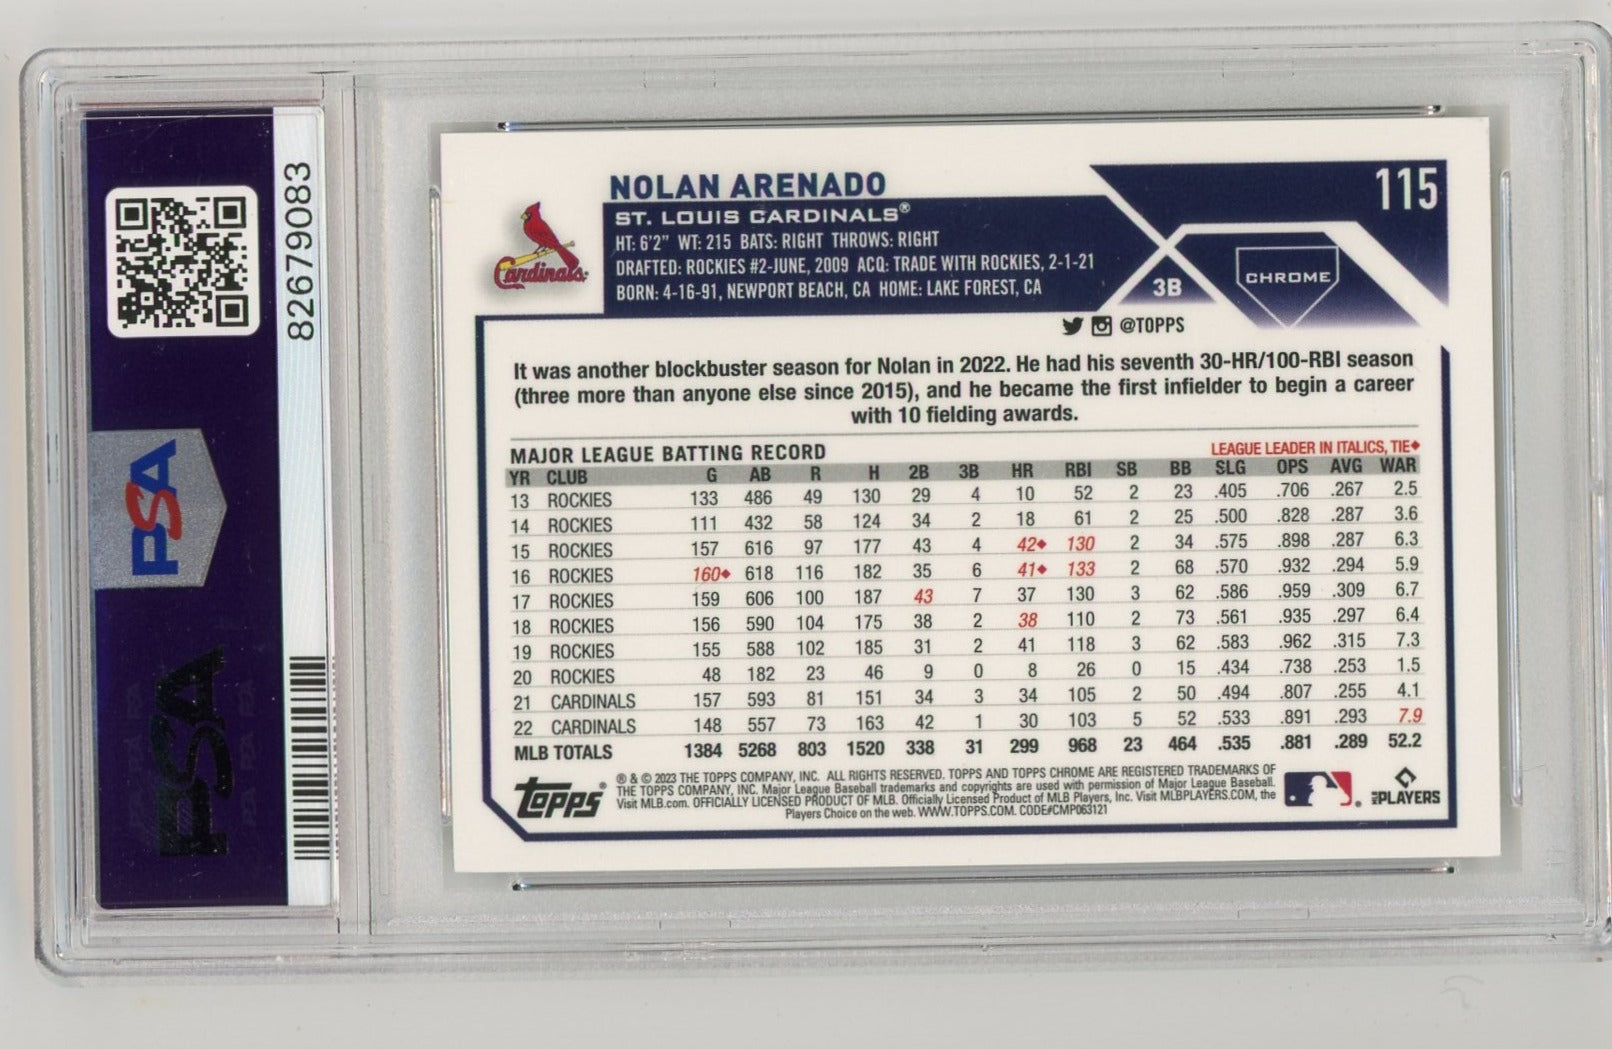 82679083
PSA
PSA
NOLAN ARENADO
115
ST. LOUIS CARDINALS®
HT: 6'2" WT: 215 BATS: RIGHT THROWS: RIGHT
DRAFTED: ROCKIES #2-JUNE, 2009 ACQ: TRADE WITH ROCKIES, 2-1-21
BORN: 4-16-91, NEWPORT BEACH, CA HOME: LAKE FOREST, CA
Cardinals
3B
CHROME
@TOPPS
It was another blockbuster season for Nolan in 2022. He had his seventh 30-HR/100-RBI season
(three more than anyone else since 2015), and he became the first infielder to begin a career
with 10 fielding awards.
MAJOR LEAGUE BATTING RECORD LEAGUE LEADER IN ITALICS, TIE♦
YR CLUB G AB R H 2B 3B HR RBI SB BB SLG OPS AVG WAR
13 ROCKIES 133 486 49 130 29 4 10 52 2 23 .405 .706 .267 2.5
14 ROCKIES 111 432 58 124 34 2 18 61 2 25 .500 .828 .287 3.6
15 ROCKIES 157 616 97 177 43 4 42♦ 130 2 34 .575 .898 .287 6.3
16 ROCKIES 160♦ 618 116 182 35 6 41♦ 133 2 68 .570 .932 .294 5.9
17 ROCKIES 159 606 100 187 43 7 37 130 3 62 .586 .959 .309 6.7
18 ROCKIES 156 590 104 175 38 2 38 110 2 73 .561 .935 .297 6.4
19 ROCKIES 155 588 102 185 31 2 41 118 3 62 .583 .962 .315 7.3
20 ROCKIES 48 182 23 46 9 0 8 26 0 15 .434 .738 .253 1.5
21 CARDINALS 157 593 81 151 34 3 34 105 2 50 .494 .807 .255 4.1
22 CARDINALS 148 557 73 163 42 1 30 103 5 52 .533 .891 .293 7.9
MLB TOTALS 1384 5268 803 1520 338 31 299 968 23 464 .535 .881 .289 52.2
topps®
® & © 2023 THE TOPPS COMPANY, INC. ALL RIGHTS RESERVED. TOPPS AND TOPPS CHROME ARE REGISTERED TRADEMARKS OF
THE TOPPS COMPANY, INC. Major League Baseball trademarks and copyrights are used with permission of Major League Baseball.
Visit MLB.com. OFFICIALLY LICENSED PRODUCT OF MLB. Officially Licensed Product of MLB Players, Inc. Visit MLBPLAYERS.COM, the
Players Choice on the web. WWW.TOPPS.COM. CODE#CMP063121
MLB PLAYERS